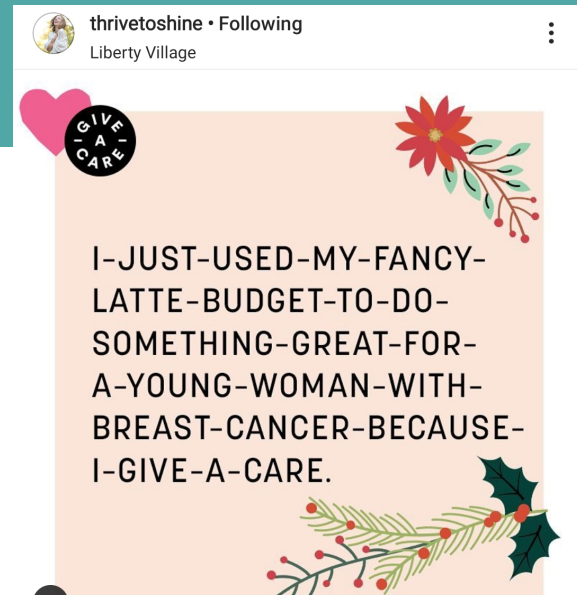 thrivetoshine • Following
Liberty Village
GIVE
A
CARE
I-JUST-USED-MY-FANCY-
LATTE-BUDGET-TO-DO-
SOMETHING-GREAT-FOR-
A-YOUNG-WOMAN-WITH-
BREAST-CANCER-BECAUSE-
I-GIVE-A-CARE.